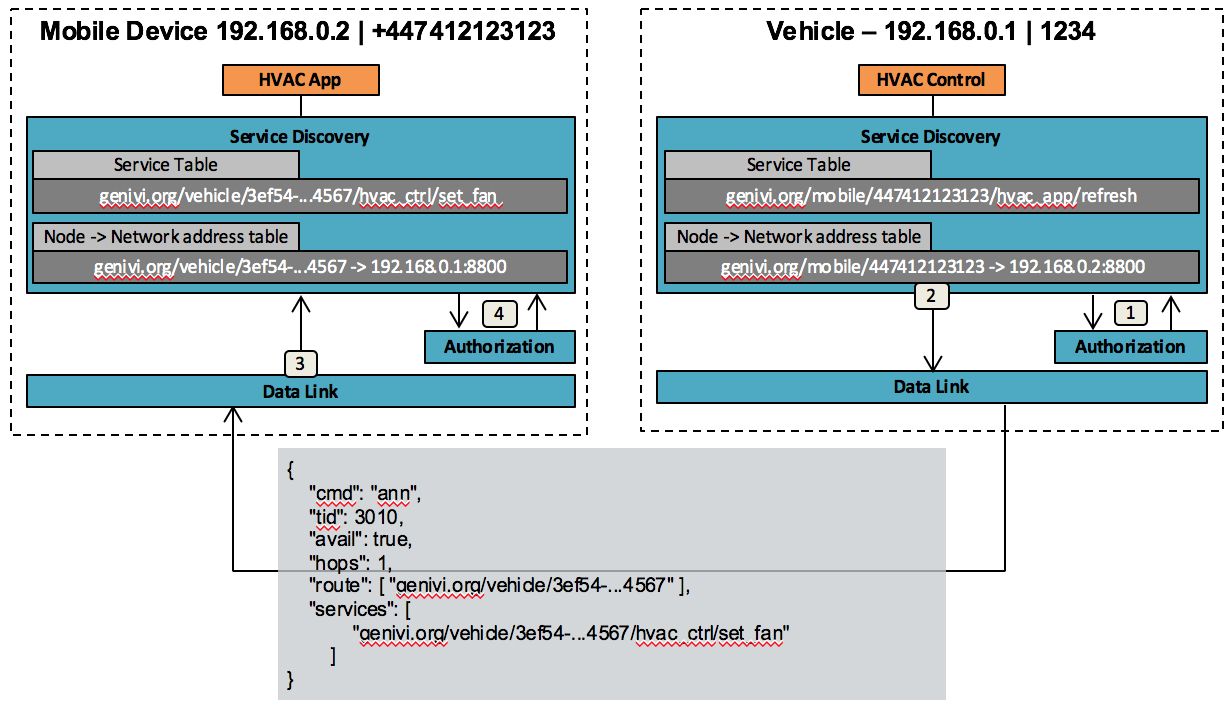 Mobile Device 192.168.0.2 | +447412123123
HVAC App
Service Discovery
Service Table
genivi.org/vehicle/3ef54-...4567/hvac_ctrl/set_fan
Node -> Network address table
genivi.org/vehicle/3ef54-...4567 -> 192.168.0.1:8800
4
Authorization
3
Data Link
Vehicle – 192.168.0.1 | 1234
HVAC Control
Service Discovery
Service Table
genivi.org/mobile/447412123123/hvac_app/refresh
Node -> Network address table
genivi.org/mobile/447412123123 -> 192.168.0.2:8800
2
1
Authorization
Data Link
{
"cmd": "ann",
"tid": 3010,
"avail": true,
"hops": 1,
"route": [ "genivi.org/vehicle/3ef54-...4567" ],
"services": [
"genivi.org/vehicle/3ef54-...4567/hvac_ctrl/set_fan"
]
}